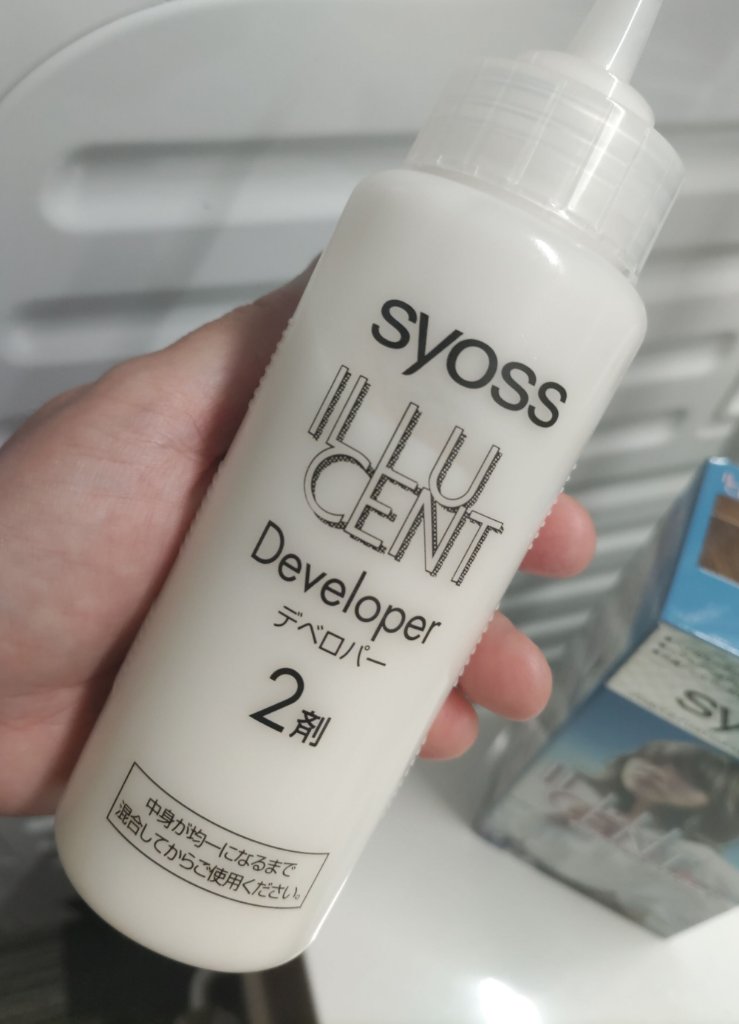 syoss
ILLU
CENT
Developer
デベロパー
2剤
中身が均一になるまで
混合してからご使用ください。
sy